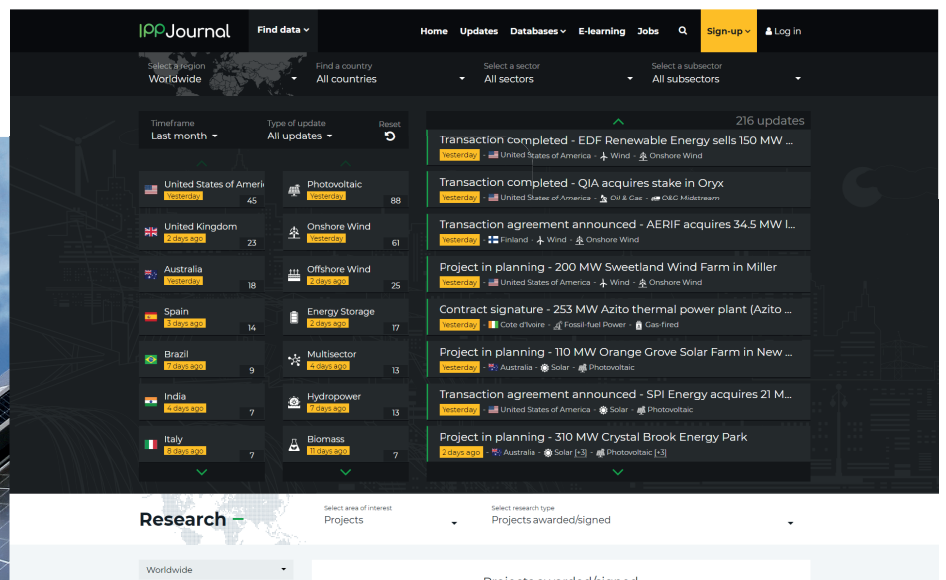 IPPJournal
Find data
Home Updates Databases E-learning Jobs Sign-up Log in
Select a region
Worldwide
Find a country
All countries
Select a sector
All sectors
Select a subsector
All subsectors
Timeframe
Last month
Type of update
All updates
Reset
216 updates
United States of Ameri
Yesterday
45
United Kingdom
2 days ago
23
Australia
Yesterday
18
Spain
3 days ago
14
Brazil
7 days ago
9
India
4 days ago
7
Italy
8 days ago
7
Photovoltaic
Yesterday
88
Onshore Wind
Yesterday
61
Offshore Wind
2 days ago
25
Energy Storage
2 days ago
17
Multisector
4 days ago
13
Hydropower
7 days ago
13
Biomass
11 days ago
7
Transaction completed - EDF Renewable Energy sells 150 MW ...
Yesterday - United States of America - Wind - Onshore Wind
Transaction completed - QIA acquires stake in Oryx
Yesterday - United States of America - Oil & Gas - O&G Midstream
Transaction agreement announced - AERIF acquires 34.5 MW l...
Yesterday - Finland - Wind - Onshore Wind
Project in planning - 200 MW Sweetland Wind Farm in Miller
Yesterday - United States of America - Wind - Onshore Wind
Contract signature - 253 MW Azito thermal power plant (Azito ...
Yesterday - Cote d'Ivoire - Fossil-fuel Power - Gas-fired
Project in planning - 110 MW Orange Grove Solar Farm in New ...
Yesterday - Australia - Solar - Photovoltaic
Transaction agreement announced - SPI Energy acquires 21 M...
Yesterday - United States of America - Solar - Photovoltaic
Project in planning - 310 MW Crystal Brook Energy Park
2 days ago - Australia - Solar [+3] - Photovoltaic [+3]
Research
Select area of interest
Projects
Select research type
Projects awarded/signed
Worldwide
Projects awarded/signed